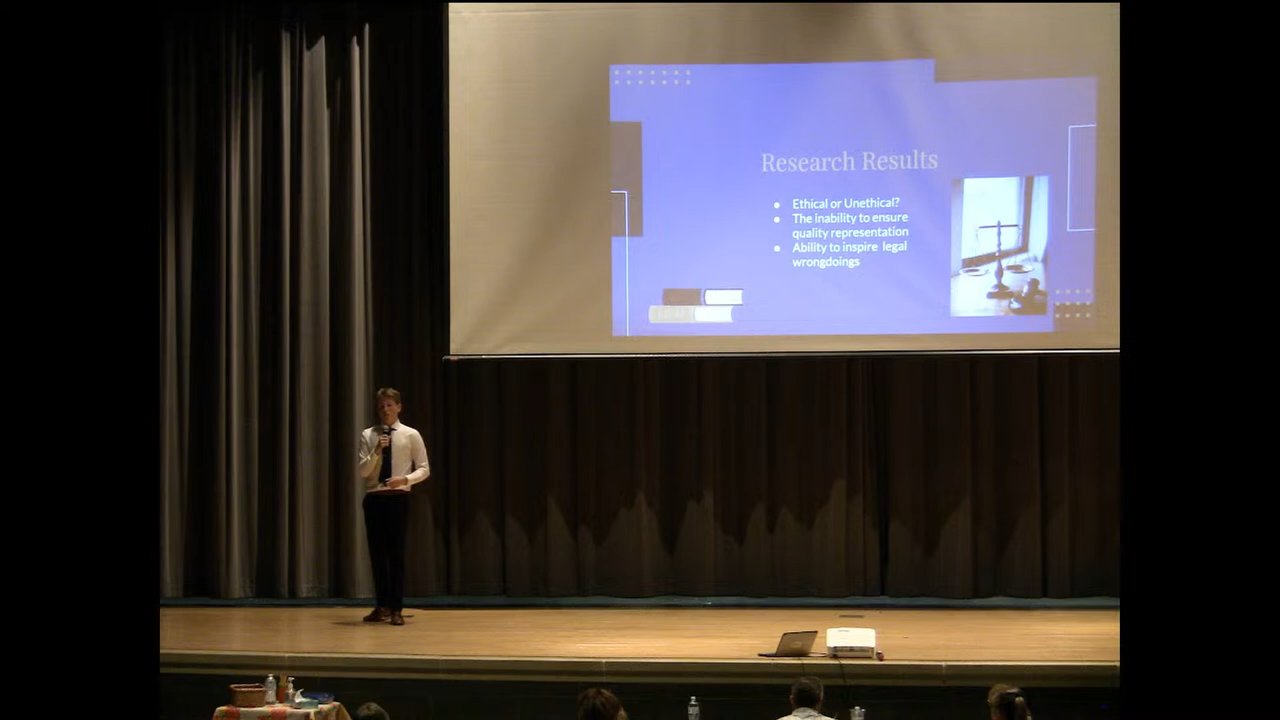 Research Results
● Ethical or Unethical?
● The inability to ensure
quality representation
● Ability to inspire legal
wrongdoings